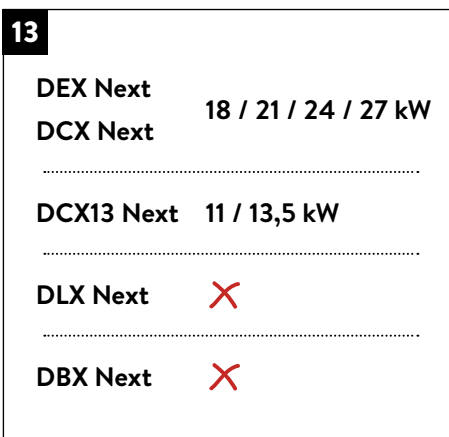 13
DEX Next
18 / 21 / 24 / 27 kW
DCX Next
DCX13 Next 11 / 13,5 kW
DLX Next
DBX Next